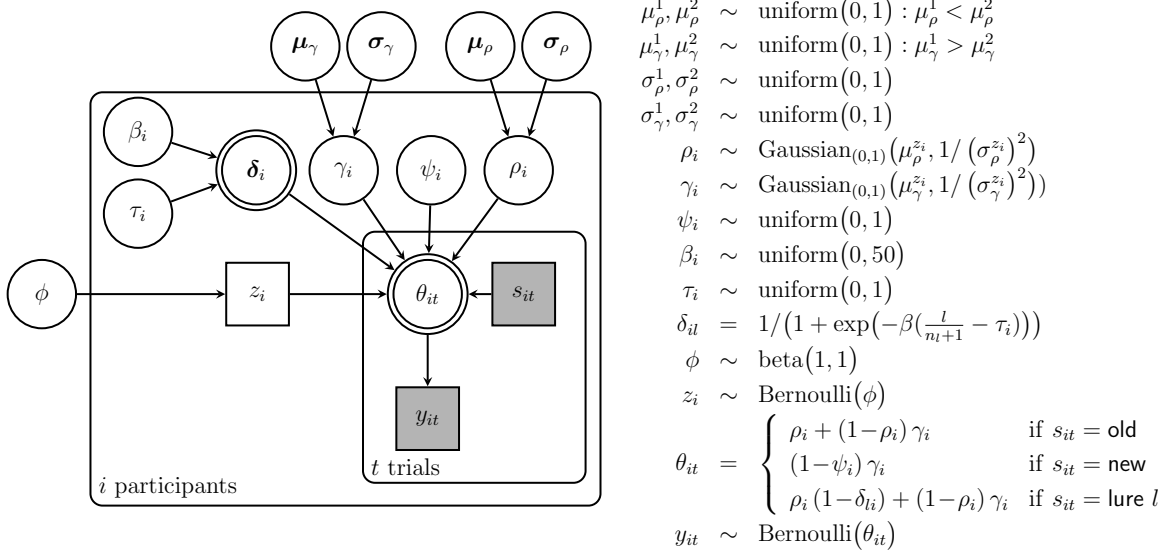 μ_γ σ_γ μ_ρ σ_ρ
β_i
δ_i γ_i ψ_i ρ_i
τ_i
φ z_i θ_it s_it
y_it
t trials
i participants
μ_ρ^1, μ_ρ^2 ∼ uniform(0, 1) : μ_ρ^1 < μ_ρ^2
μ_γ^1, μ_γ^2 ∼ uniform(0, 1) : μ_γ^1 > μ_γ^2
σ_ρ^1, σ_ρ^2 ∼ uniform(0, 1)
σ_γ^1, σ_γ^2 ∼ uniform(0, 1)
ρ_i ∼ Gaussian_(0,1)(μ_ρ^{z_i}, 1/ (σ_ρ^{z_i})^2)
γ_i ∼ Gaussian_(0,1)(μ_γ^{z_i}, 1/ (σ_γ^{z_i})^2))
ψ_i ∼ uniform(0, 1)
β_i ∼ uniform(0, 50)
τ_i ∼ uniform(0, 1)
δ_il = 1/(1 + exp(−β(l/(n_l+1) − τ_i)))
φ ∼ beta(1, 1)
z_i ∼ Bernoulli(φ)
θ_it = { ρ_i + (1−ρ_i) γ_i if s_it = old
(1−ψ_i) γ_i if s_it = new
ρ_i (1−δ_li) + (1−ρ_i) γ_i if s_it = lure l
y_it ∼ Bernoulli(θ_it)